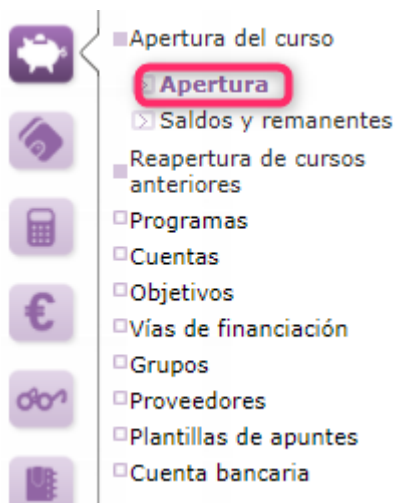 Apertura del curso
Apertura
Saldos y remanentes
Reapertura de cursos
anteriores
Programas
Cuentas
Objetivos
Vías de financiación
Grupos
Proveedores
Plantillas de apuntes
Cuenta bancaria